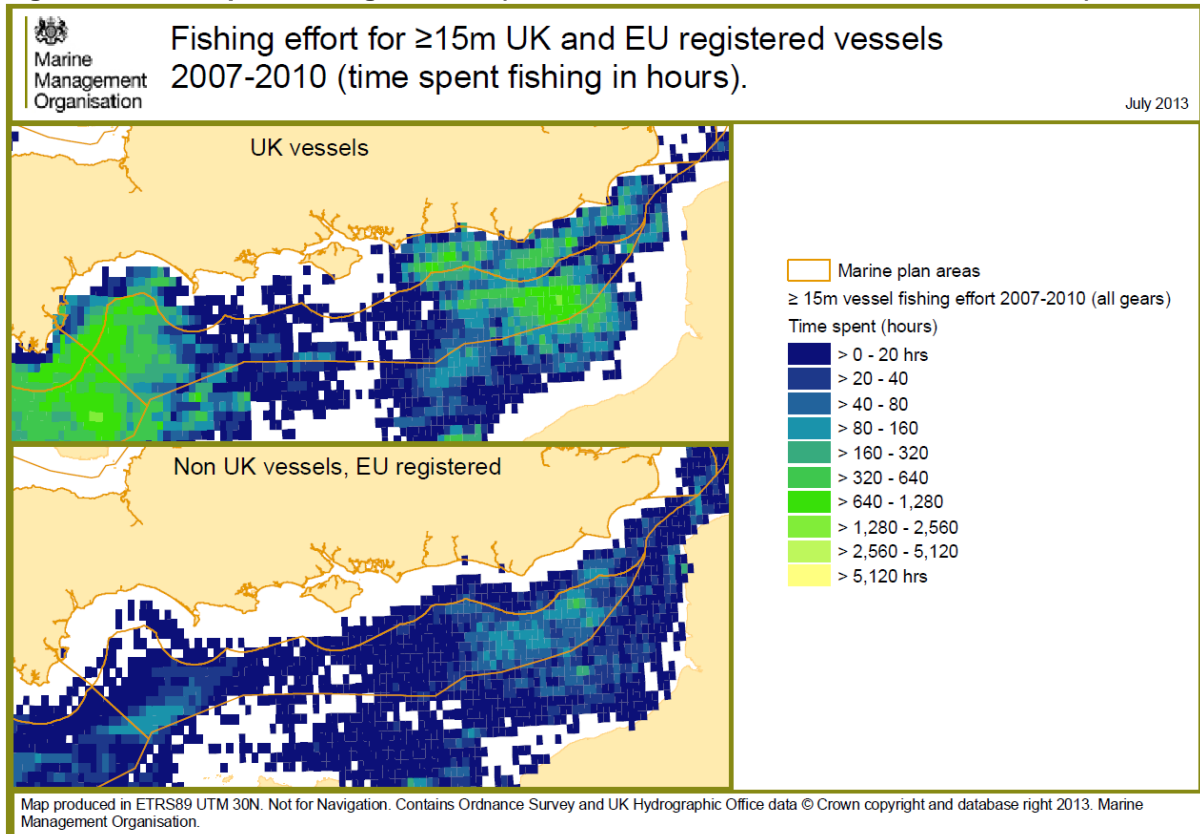 Marine
Management
Organisation
Fishing effort for ≥15m UK and EU registered vessels
2007-2010 (time spent fishing in hours).
July 2013
UK vessels
Non UK vessels, EU registered
Marine plan areas
≥ 15m vessel fishing effort 2007-2010 (all gears)
Time spent (hours)
> 0 - 20 hrs
> 20 - 40
> 40 - 80
> 80 - 160
> 160 - 320
> 320 - 640
> 640 - 1,280
> 1,280 - 2,560
> 2,560 - 5,120
> 5,120 hrs
Map produced in ETRS89 UTM 30N. Not for Navigation. Contains Ordnance Survey and UK Hydrographic Office data © Crown copyright and database right 2013. Marine
Management Organisation.